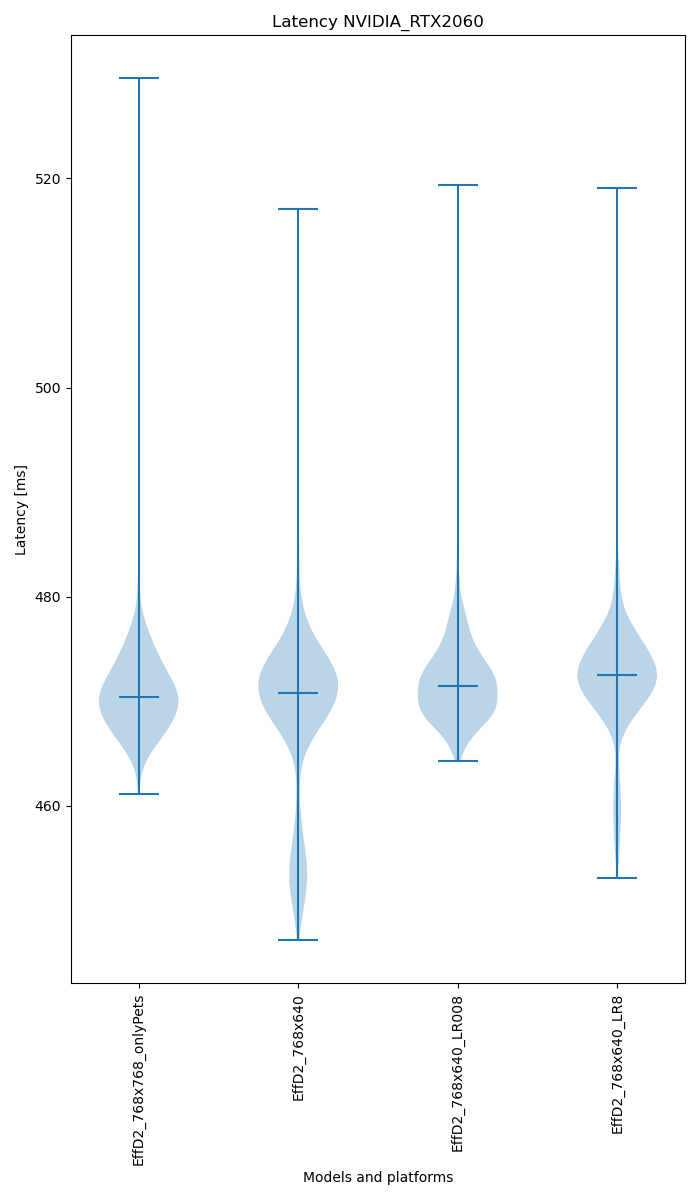 Latency NVIDIA_RTX2060
520
500
480
460
Latency [ms]
EffD2_768x768_onlyPets
EffD2_768x640
EffD2_768x640_LR008
EffD2_768x640_LR8
Models and platforms